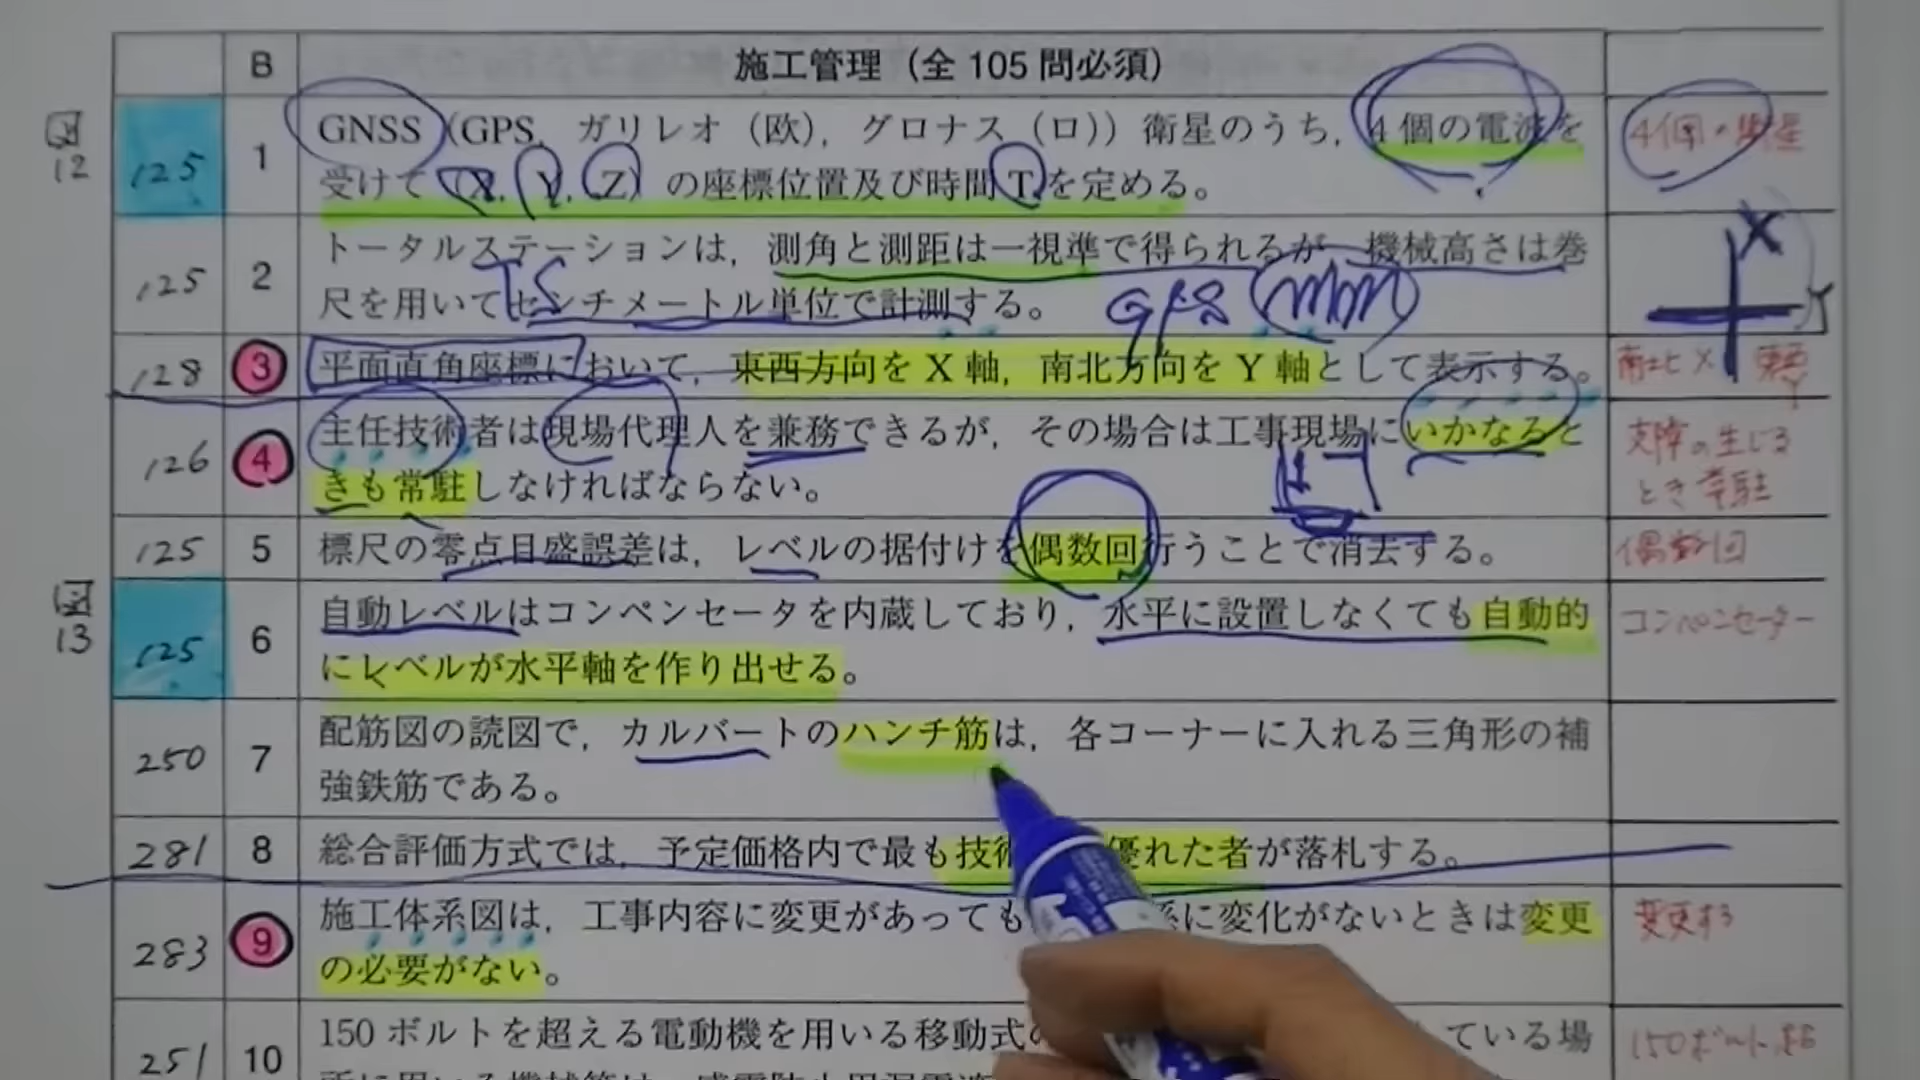 B 施工管理（全 105 問必須）
図 12
125 1 GNSS（GPS，ガリレオ（欧），グロナス（ロ））衛星のうち，4 個の電波を
受けて（X, Y, Z）の座標位置及び時間 T を定める。
4個の衛星
125 2 トータルステーションは，測角と測距は一視準で得られるが，機械高さは巻
尺を用いてセンチメートル単位で計測する。
TS
GPS mm
X
Y
128 3 平面直角座標において，東西方向を X 軸，南北方向を Y 軸として表示する。
南北 X 東西 Y
126 4 主任技術者は現場代理人を兼務できるが，その場合は工事現場にいかなると
きも常駐しなければならない。
支障の生じる
とき常駐
125 5 標尺の零点目盛誤差は，レベルの据付けを偶数回行うことで消去する。
偶数回
図 13
125 6 自動レベルはコンペンセータを内蔵しており，水平に設置しなくても自動的
にレベルが水平軸を作り出せる。
コンペンセーター
250 7 配筋図の読図で，カルバートのハンチ筋は，各コーナーに入れる三角形の補
強鉄筋である。
281 8 総合評価方式では，予定価格内で最も技術 優れた者が落札する。
283 9 施工体系図は，工事内容に変更があっても 係に変化がないときは変更
の必要がない。
変更する
251 10 150 ボルトを超える電動機を用いる移動式の ている場
150ボルト